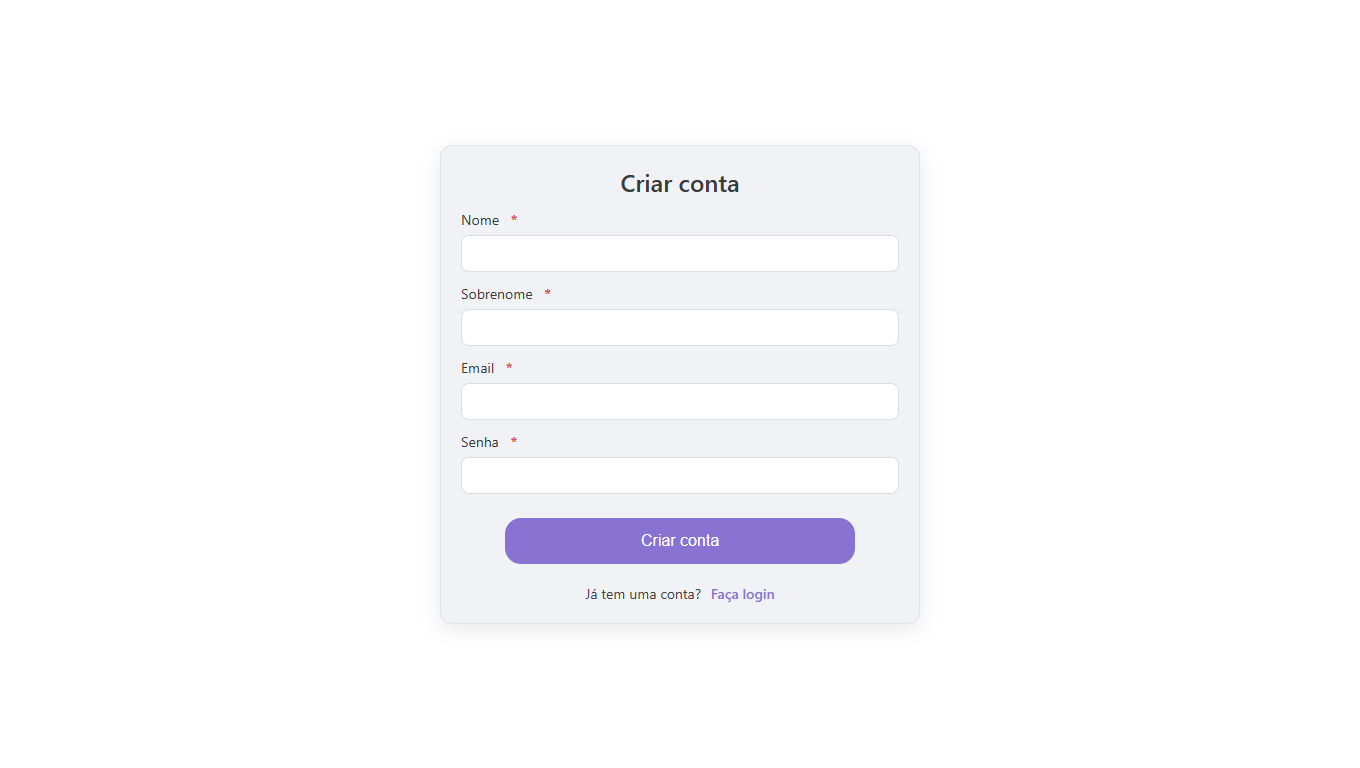 Criar conta
Nome *
Sobrenome *
Email *
Senha *
Criar conta
Já tem uma conta? Faça login